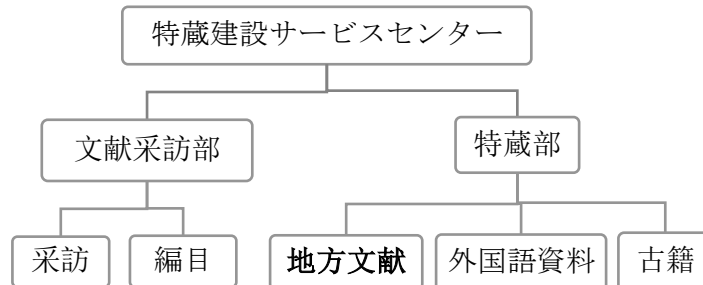 特蔵建設サービスセンター
文献采訪部
特蔵部
采訪
編目
地方文献
外国語資料
古籍